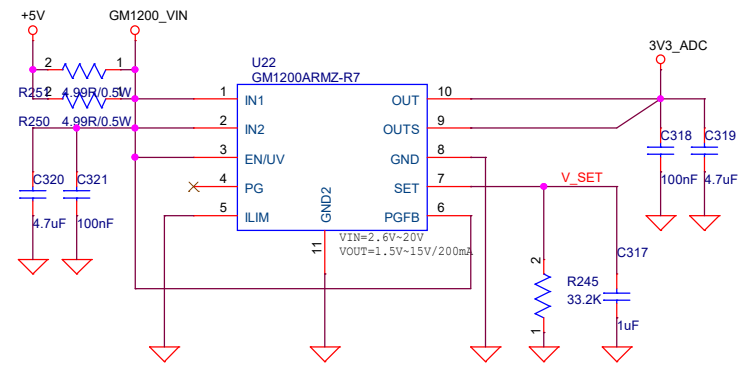 +5V
GM1200_VIN
3V3_ADC
U22
GM1200ARMZ-R7
2
1
R251
4.99R/0.5W
2
1
R250
4.99R/0.5W
1
IN1
OUT
10
2
IN2
OUTS
9
3
EN/UV
GND
8
4
PG
SET
7
5
ILIM
PGFB
6
GND2
11
VIN=2.6V~20V
VOUT=1.5V~15V/200mA
V_SET
C320
4.7uF
C321
100nF
C318
100nF
C319
4.7uF
C317
1uF
2
R245
33.2K
1